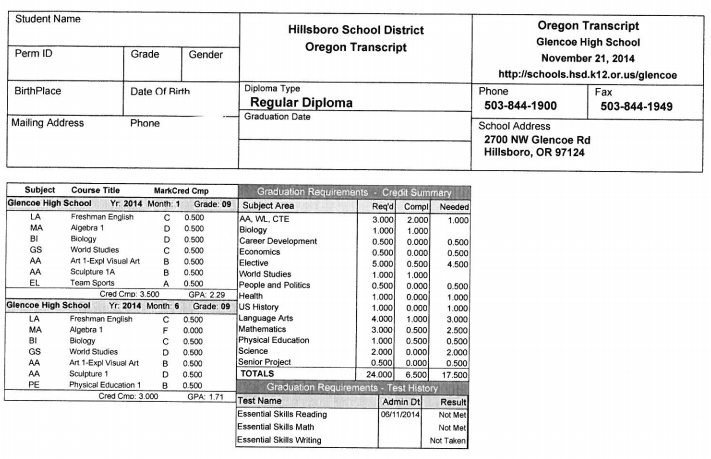 Student Name
Hillsboro School District
Oregon Transcript
Oregon Transcript
Glencoe High School
November 21, 2014
http://schools.hsd.k12.or.us/glencoe
Perm ID Grade Gender
BirthPlace Date Of Birth
Diploma Type
Regular Diploma
Graduation Date
Phone Fax
503-844-1900 503-844-1949
Mailing Address Phone
School Address
2700 NW Glencoe Rd
Hillsboro, OR 97124
Subject Course Title MarkCred Cmp
Glencoe High School Yr: 2014 Month: 1 Grade: 09
LA Freshman English C 0.500
MA Algebra 1 D 0.500
BI Biology D 0.500
GS World Studies C 0.500
AA Art 1-Expl Visual Art B 0.500
AA Sculpture 1A B 0.500
EL Team Sports A 0.500
Cred Cmp: 3.500 GPA: 2.29
Glencoe High School Yr: 2014 Month: 6 Grade: 09
LA Freshman English C 0.500
MA Algebra 1 F 0.000
BI Biology C 0.500
GS World Studies D 0.500
AA Art 1-Expl Visual Art B 0.500
AA Sculpture 1 D 0.500
PE Physical Education 1 B 0.500
Cred Cmp: 3.000 GPA: 1.71
Graduation Requirements - Credit Summary
Subject Area Req'd Compl Needed
AA, WL, CTE 3.000 2.000 1.000
Biology 1.000 1.000
Career Development 0.500 0.000 0.500
Economics 0.500 0.000 0.500
Elective 5.000 0.500 4.500
World Studies 1.000 1.000
People and Politics 0.500 0.000 0.500
Health 1.000 0.000 1.000
US History 1.000 0.000 1.000
Language Arts 4.000 1.000 3.000
Mathematics 3.000 0.500 2.500
Physical Education 1.000 0.500 0.500
Science 2.000 0.000 2.000
Senior Project 0.500 0.000 0.500
TOTALS 24.000 6.500 17.500
Graduation Requirements - Test History
Test Name Admin Dt Result
Essential Skills Reading 06/11/2014 Not Met
Essential Skills Math Not Met
Essential Skills Writing Not Taken